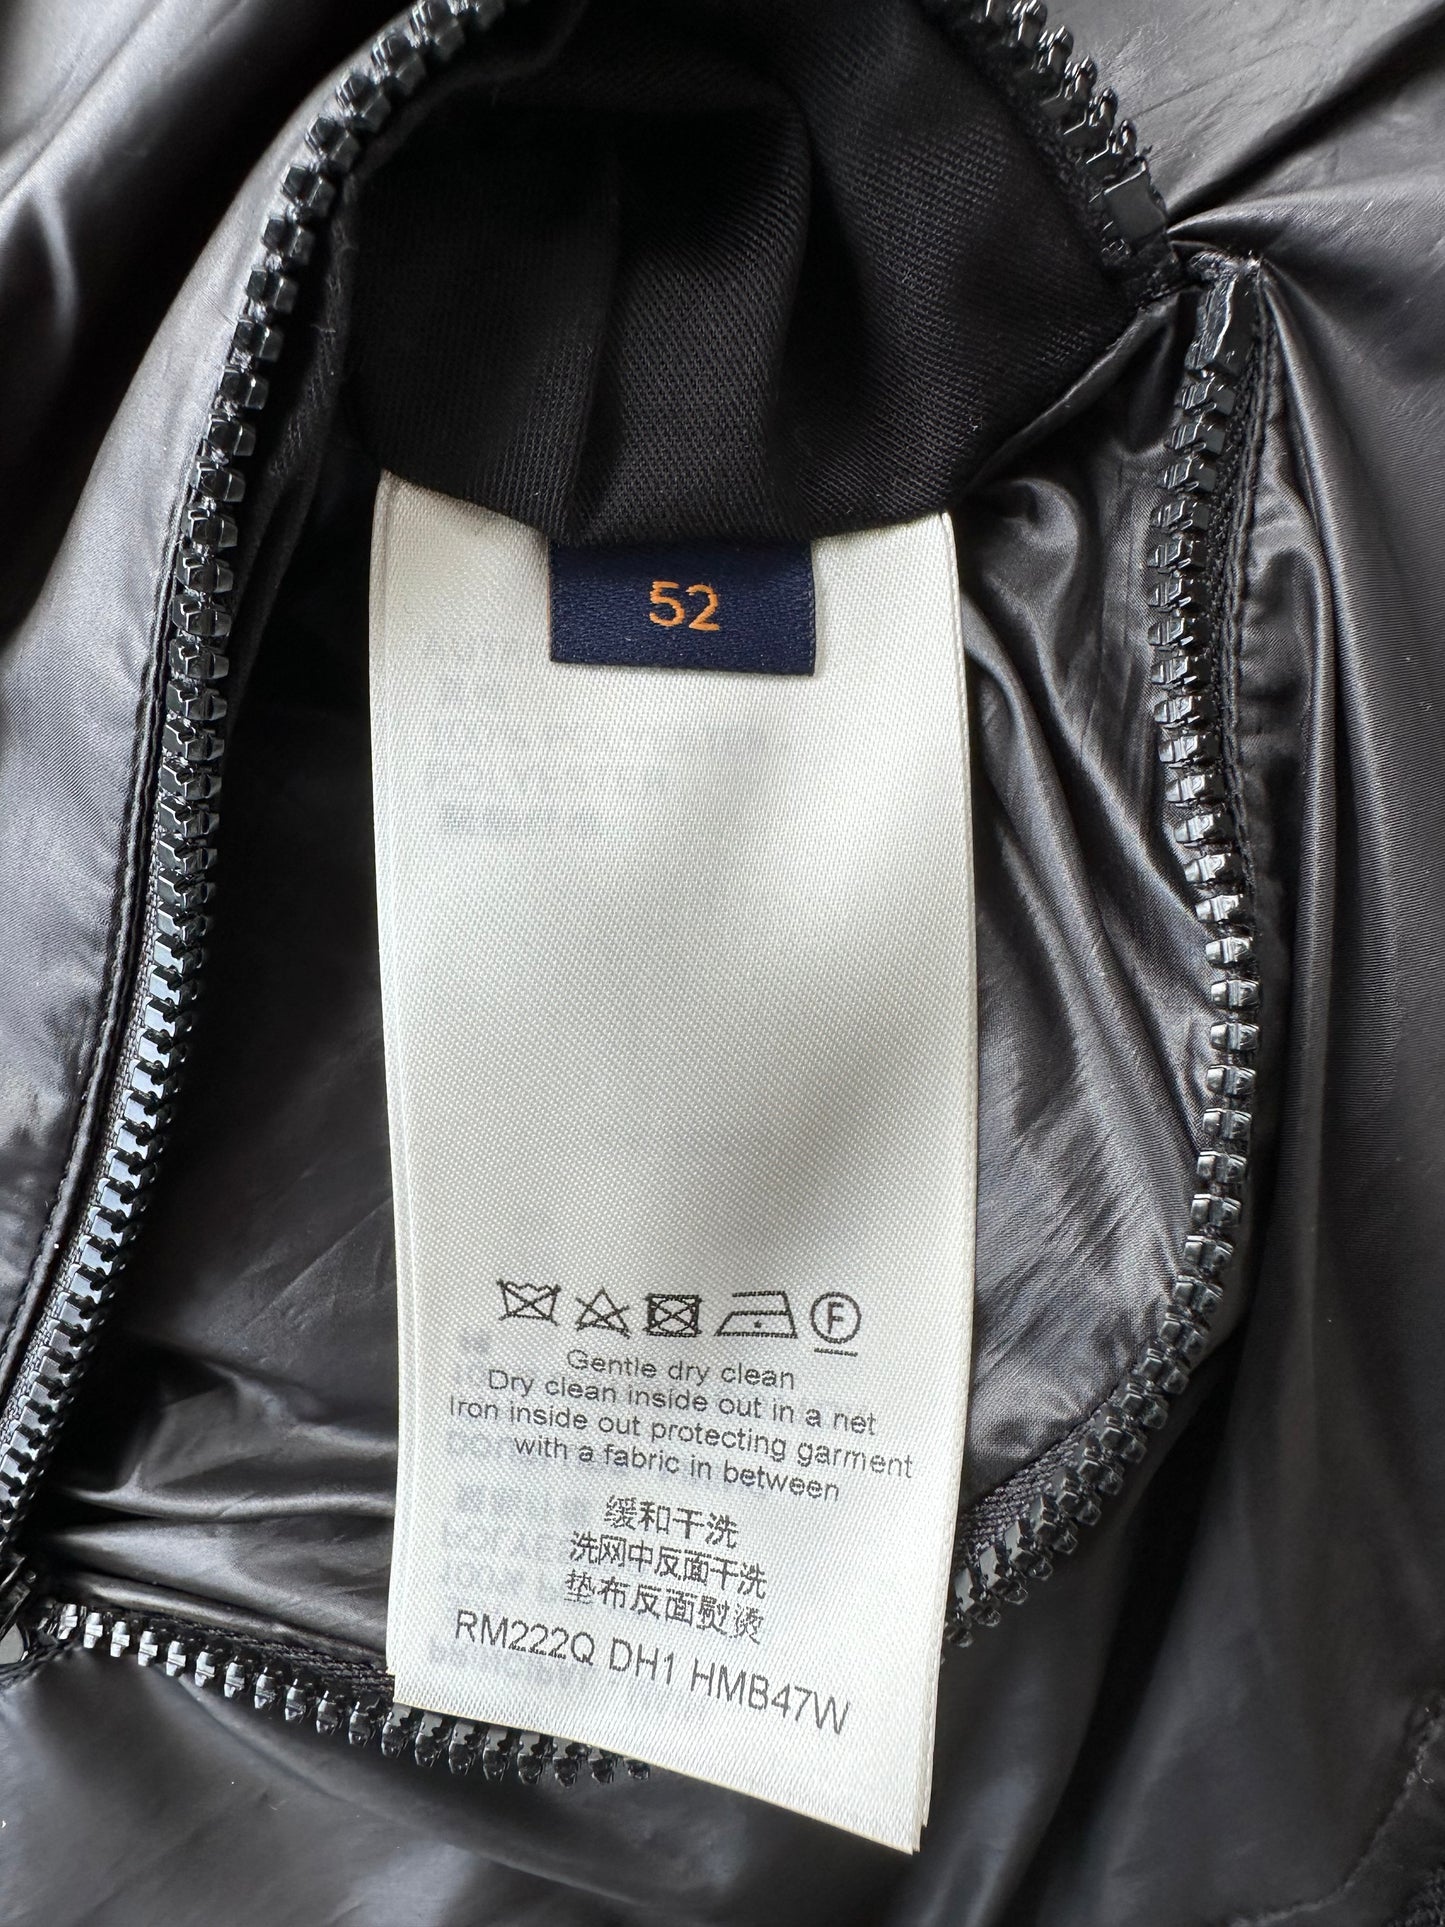 52
F
Gentle dry clean
Dry clean inside out in a net
Iron inside out protecting garment
with a fabric in between
缓和干洗
洗网中反面干洗
垫布反面熨烫
RM222Q DH1 HMB47W